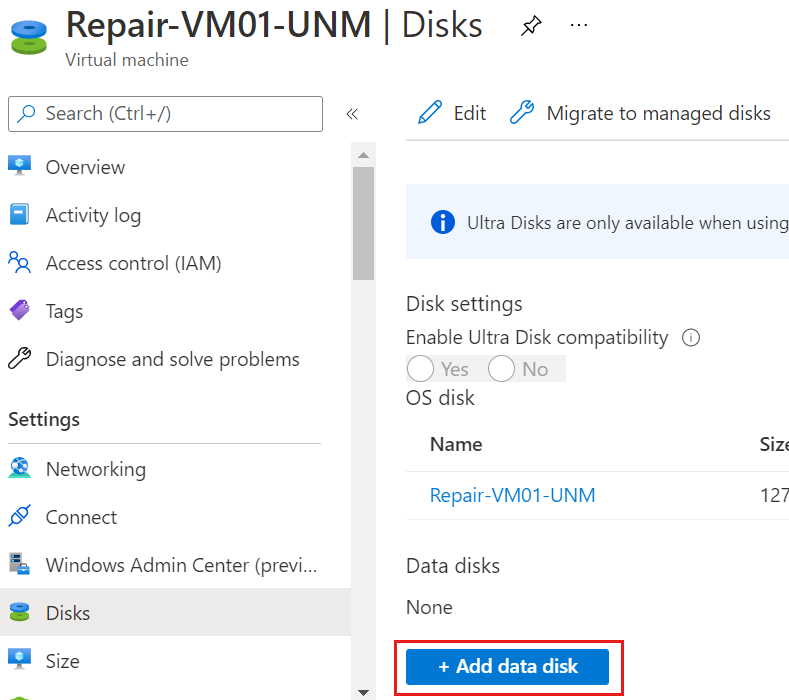 Repair-VM01-UNM | Disks
Virtual machine
Search (Ctrl+/)
«
Overview
Activity log
Access control (IAM)
Tags
Diagnose and solve problems
Settings
Networking
Connect
Windows Admin Center (previ...
Disks
Size
Edit
Migrate to managed disks
Ultra Disks are only available when using
Disk settings
Enable Ultra Disk compatibility
Yes No
OS disk
Name Size
Repair-VM01-UNM 127
Data disks
None
+ Add data disk